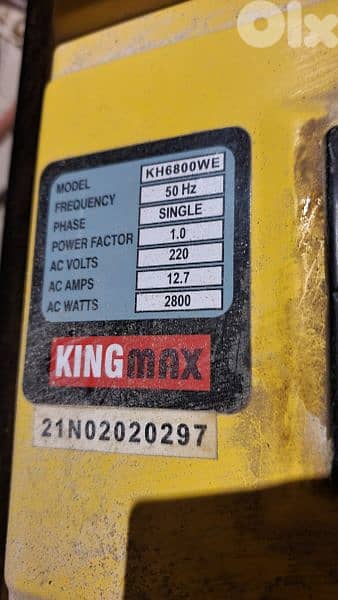 Olx
MODEL KH6800WE
FREQUENCY 50 Hz
PHASE SINGLE
POWER FACTOR 1.0
AC VOLTS 220
AC AMPS 12.7
AC WATTS 2800
KINGmax
21N02020297